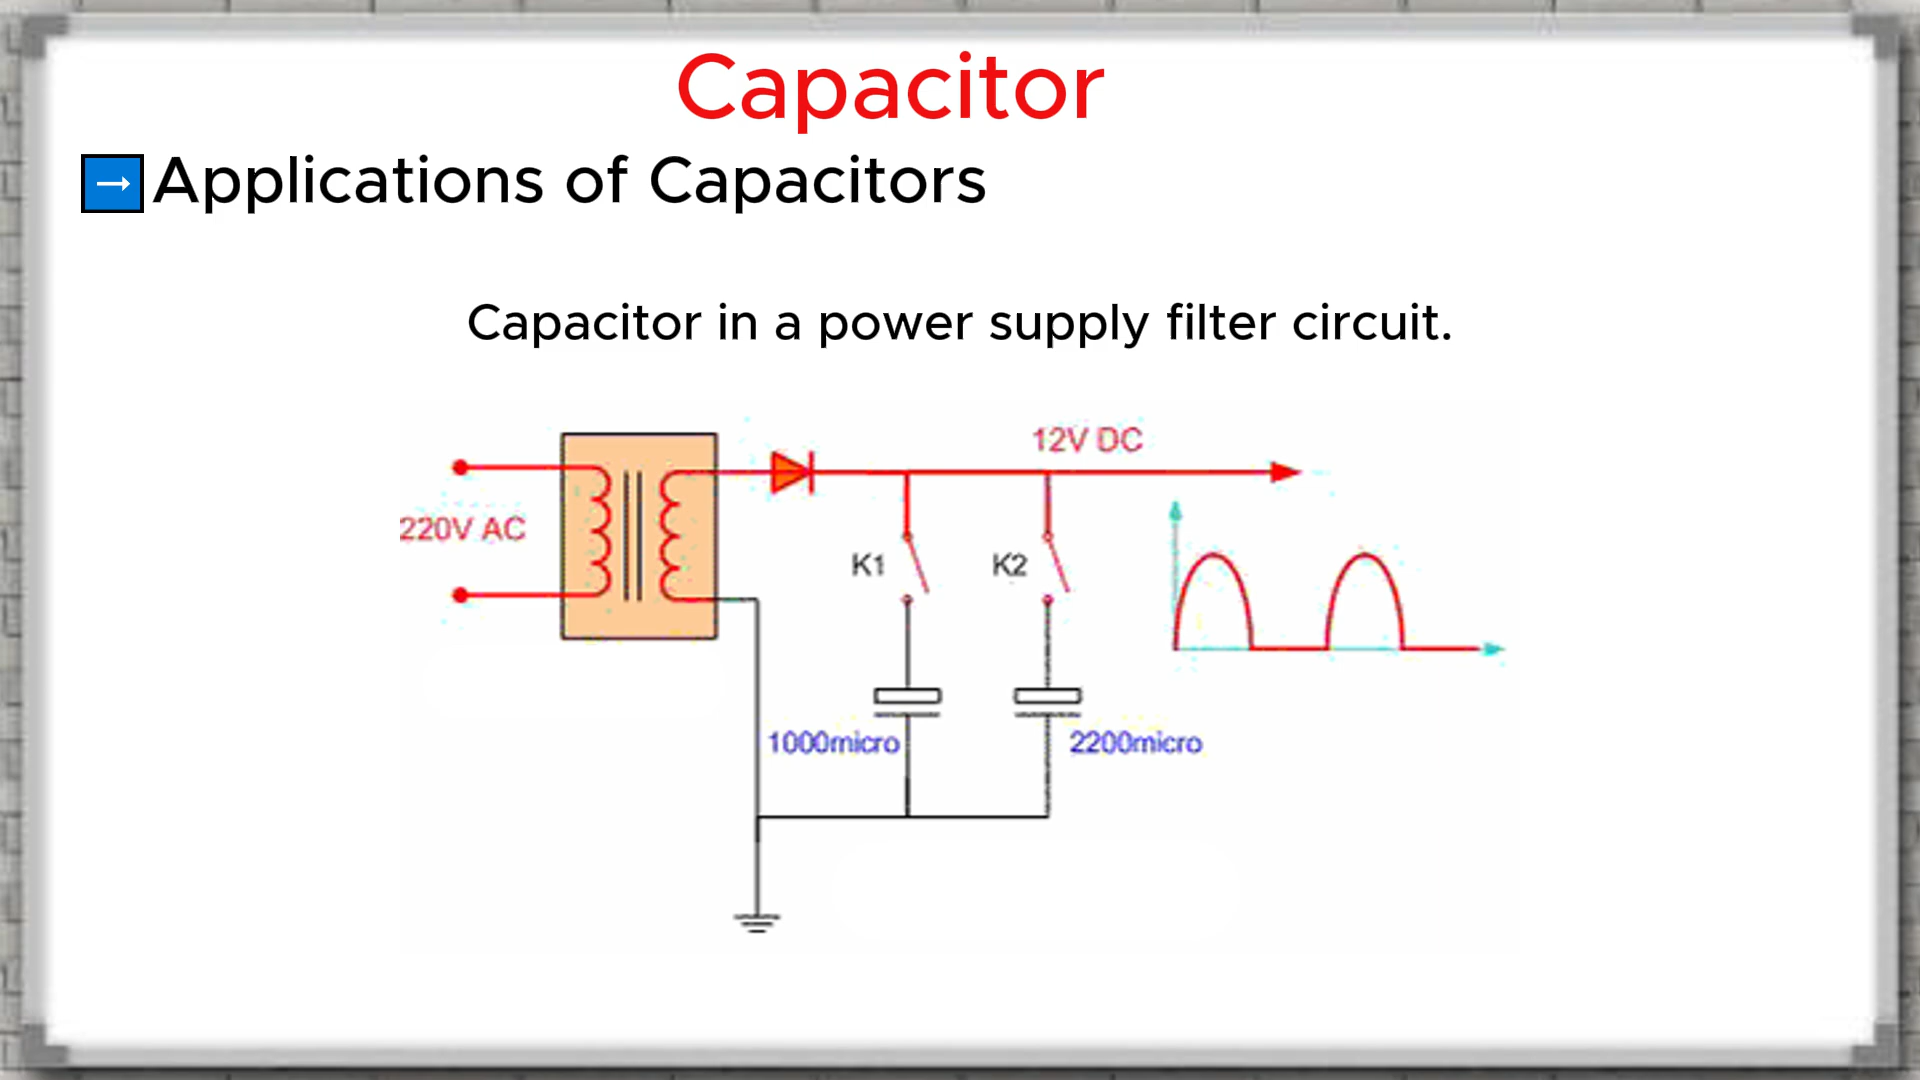 Capacitor
→ Applications of Capacitors
Capacitor in a power supply filter circuit.
12V DC
220V AC
K1
K2
1000micro
2200micro